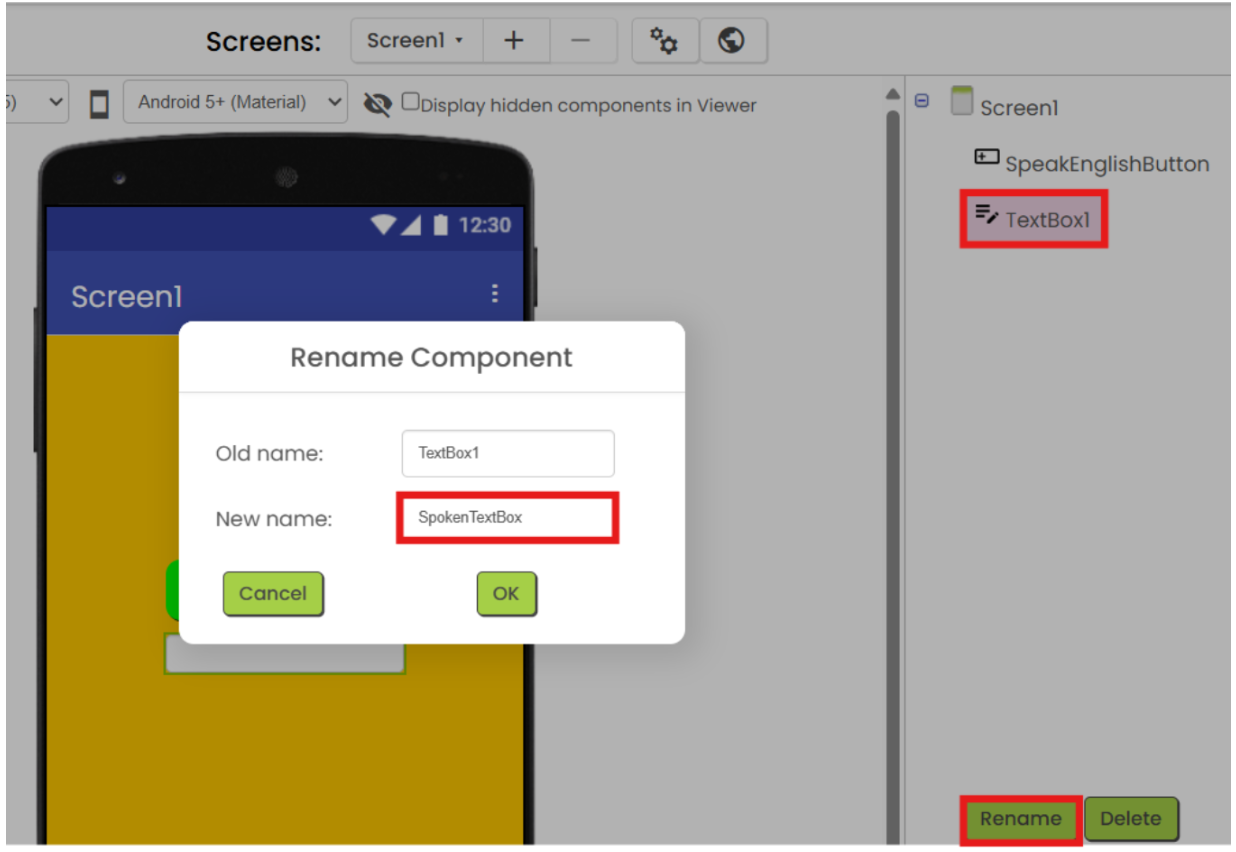 Screens:
Screen1
+
−
5)
Android 5+ (Material)
Display hidden components in Viewer
Screen1
SpeakEnglishButton
TextBox1
12:30
Screen1
Rename Component
Old name:
TextBox1
New name:
SpokenTextBox
Cancel
OK
Rename
Delete